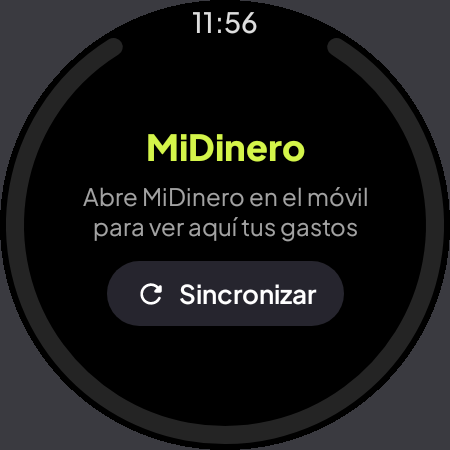 11:56
MiDinero
Abre MiDinero en el móvil
para ver aquí tus gastos
Sincronizar